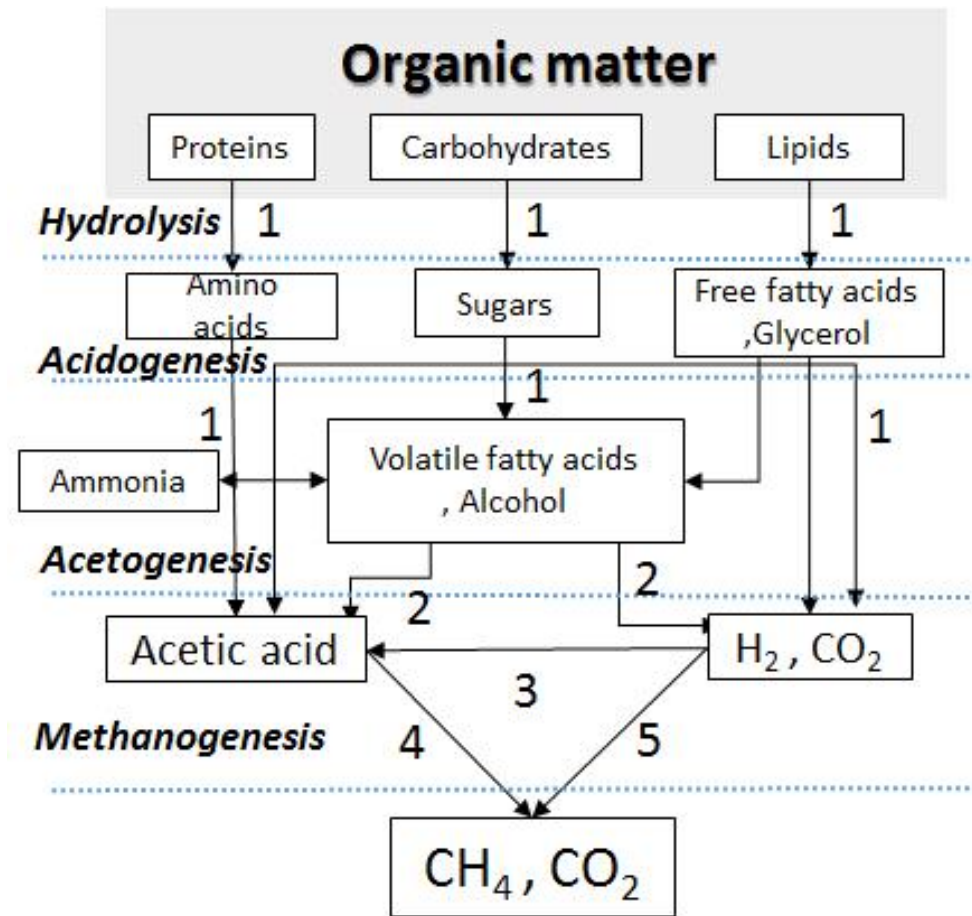 Organic matter
Proteins
Carbohydrates
Lipids
Hydrolysis
1
1
1
Amino
acids
Sugars
Free fatty acids
,Glycerol
Acidogenesis
1
1
1
Ammonia
Volatile fatty acids
, Alcohol
Acetogenesis
2
2
Acetic acid
H₂ , CO₂
3
Methanogenesis
4
5
CH₄ , CO₂